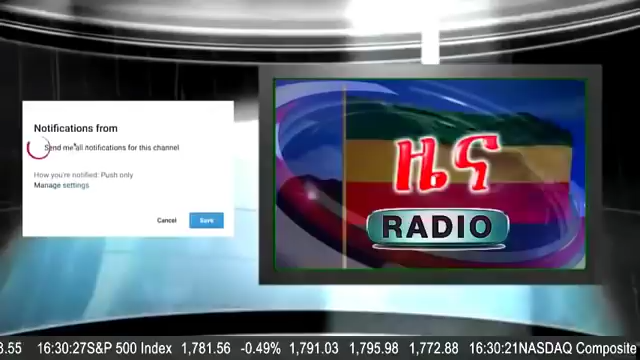 Notifications from
Send me all notifications for this channel
How you're notified: Push only
Manage settings
Cancel
Save
ዜና
RADIO
3.55 16:30:27S&P 500 Index 1,781.56 -0.49% 1,791.03 1,795.98 1,772.88 16:30:21NASDAQ Composite